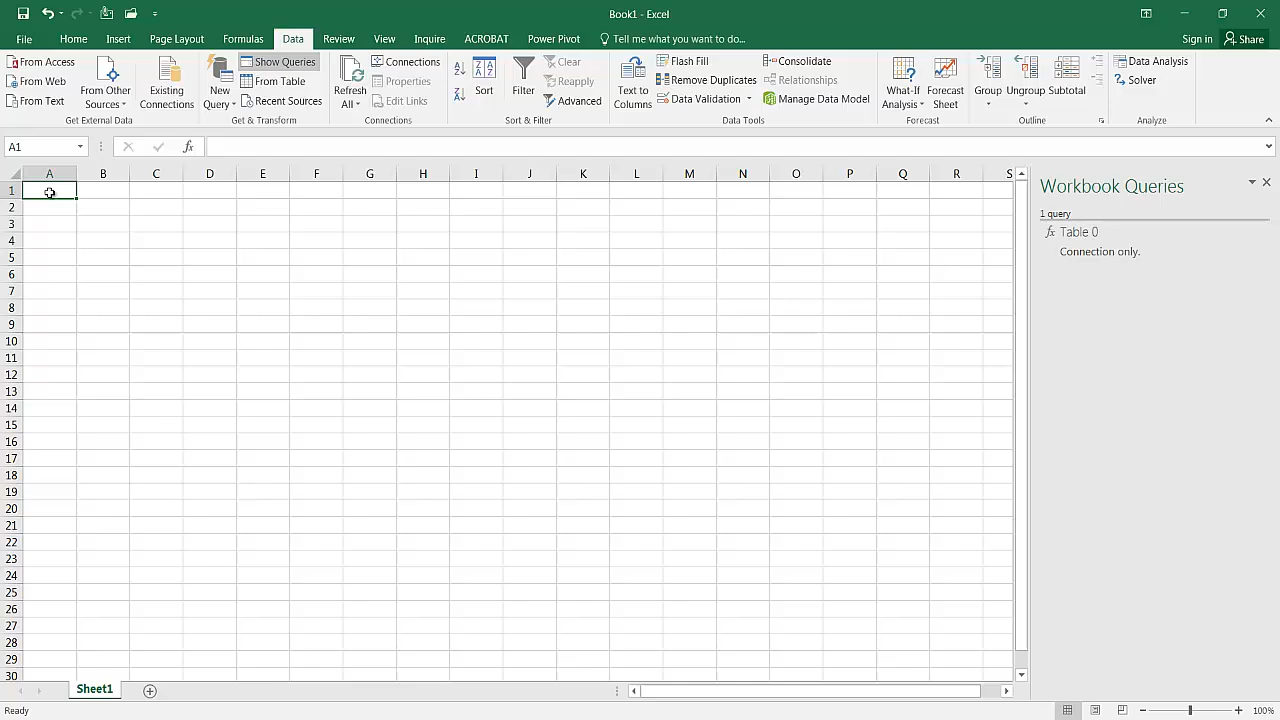 Book1 - Excel
File Home Insert Page Layout Formulas Data Review View Inquire ACROBAT Power Pivot Tell me what you want to do... Sign in Share
From Access
From Web
From Text
From Other Sources
Existing Connections
Get External Data
New Query
Show Queries
From Table
Recent Sources
Get & Transform
Refresh All
Connections
Properties
Edit Links
Connections
Sort
Filter
Clear
Reapply
Advanced
Sort & Filter
Text to Columns
Flash Fill
Remove Duplicates
Data Validation
Consolidate
Relationships
Manage Data Model
Data Tools
What-If Analysis
Forecast Sheet
Forecast
Group
Ungroup
Subtotal
Outline
Data Analysis
Solver
Analyze
A1
fx
A B C D E F G H I J K L M N O P Q R S
1
2
3
4
5
6
7
8
9
10
11
12
13
14
15
16
17
18
19
20
21
22
23
24
25
26
27
28
29
30
Workbook Queries
1 query
fx Table 0
Connection only.
Sheet1
Ready
100%